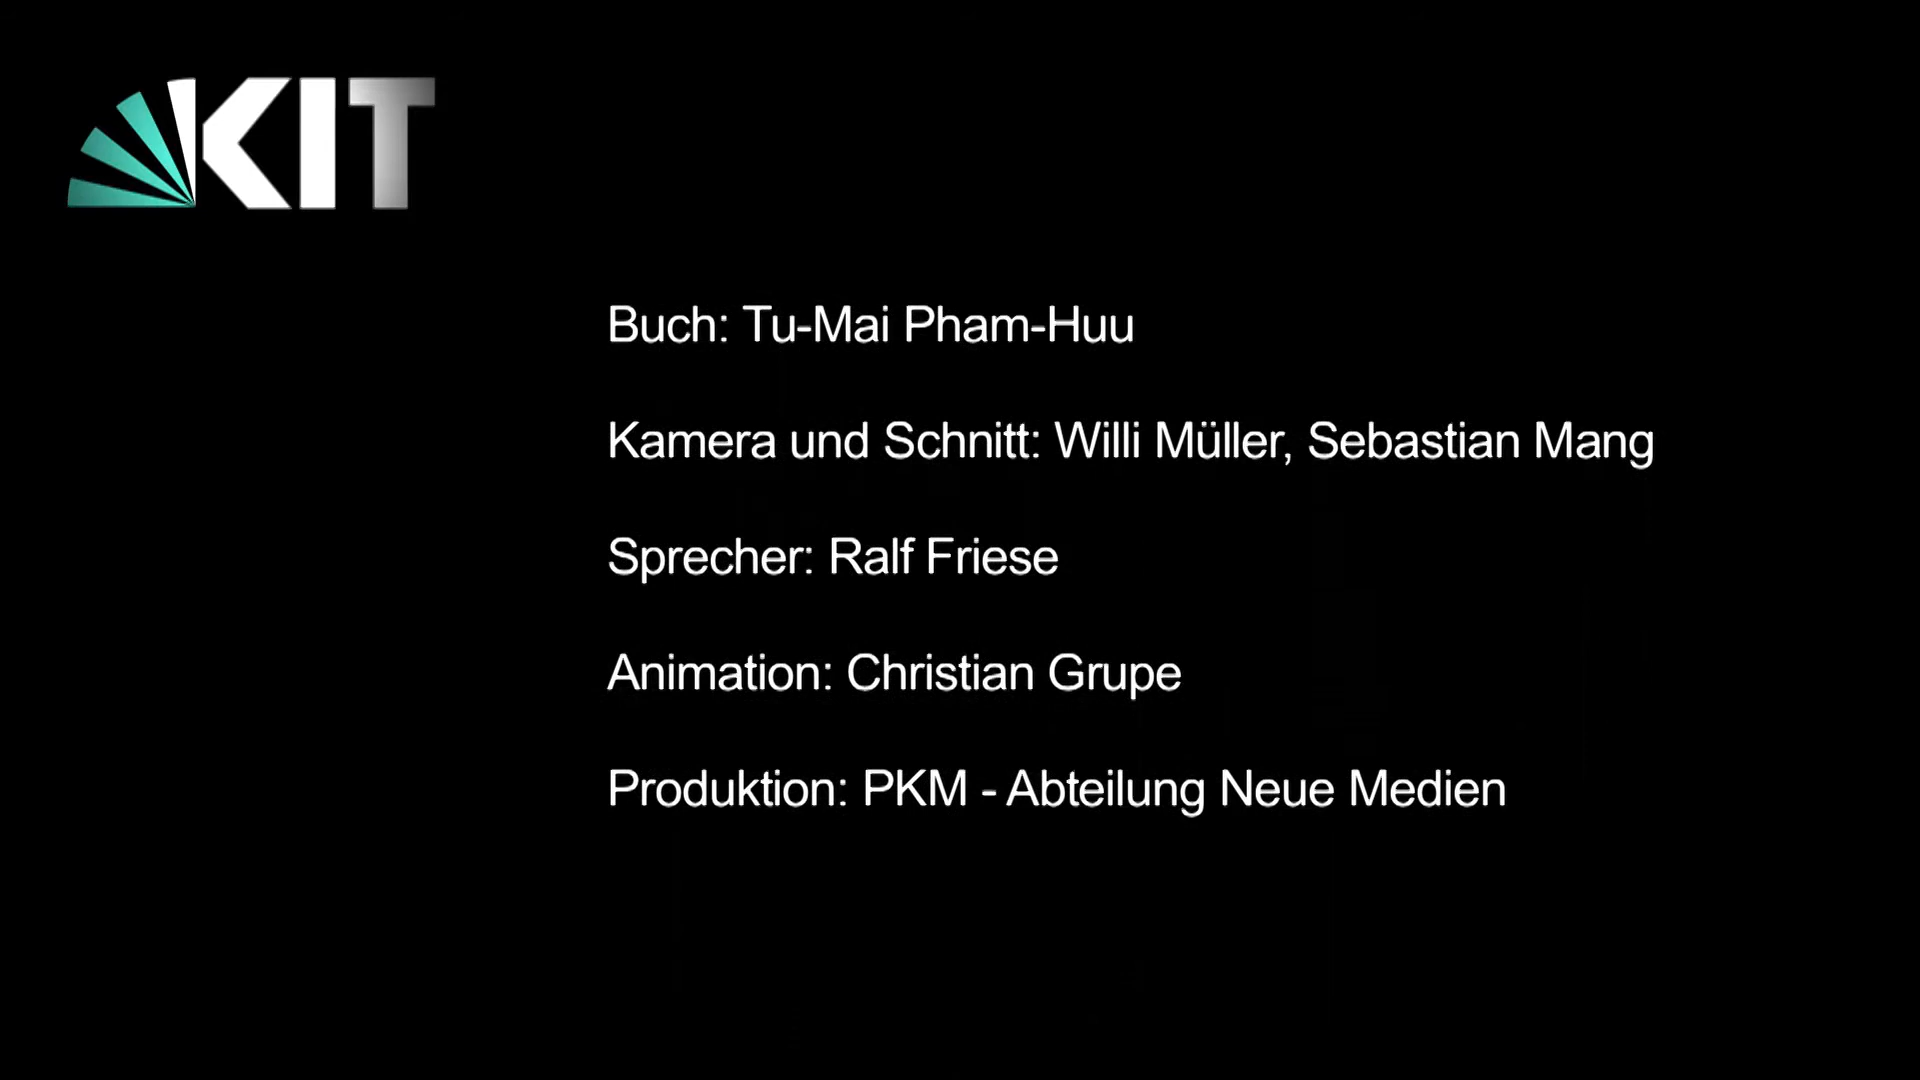 KIT
Buch: Tu-Mai Pham-Huu
Kamera und Schnitt: Willi Müller, Sebastian Mang
Sprecher: Ralf Friese
Animation: Christian Grupe
Produktion: PKM - Abteilung Neue Medien